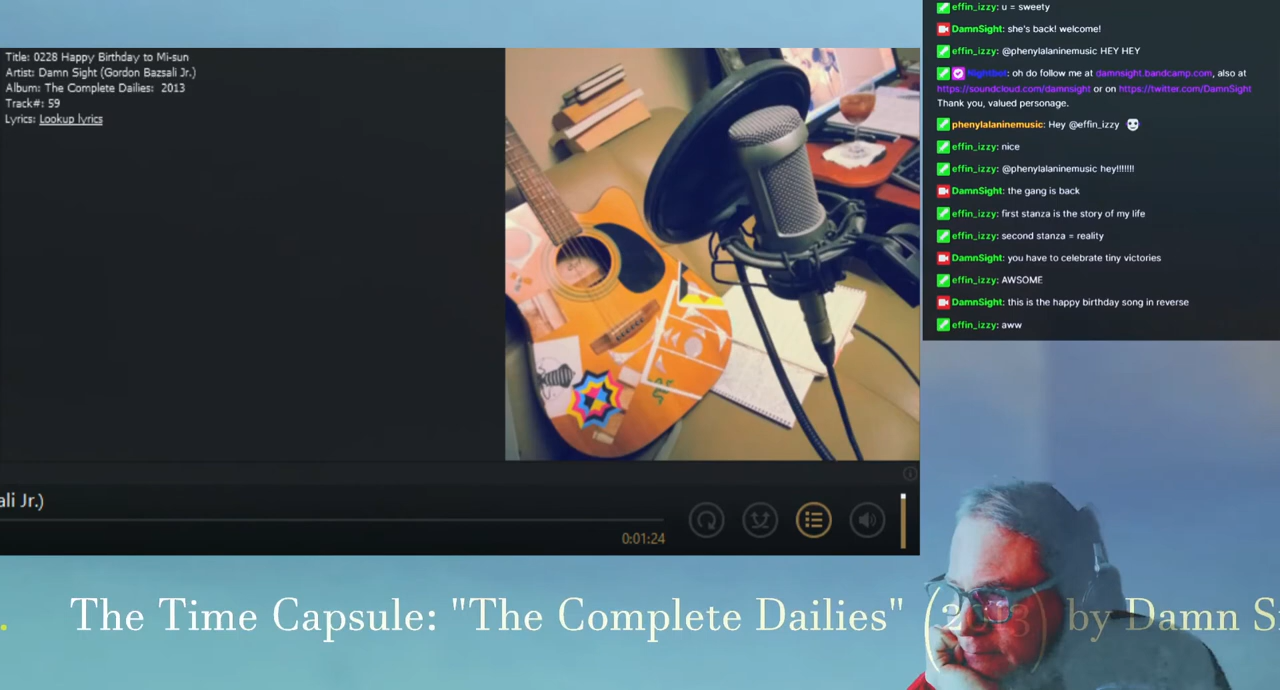 Title: 0228 Happy Birthday to Mi-sun
Artist: Damn Sight (Gordon Bazsali Jr.)
Album: The Complete Dailies:  2013
Track#: 59
Lyrics: Lookup lyrics
ali Jr.)
0:01:24
effin_izzy: u = sweety
DamnSight: she's back! welcome!
effin_izzy: @phenylalaninemusic HEY HEY
Nightbot: oh do follow me at damnsight.bandcamp.com, also at
https://soundcloud.com/damnsight or on https://twitter.com/DamnSight
Thank you, valued personage.
phenylalaninemusic: Hey @effin_izzy
effin_izzy: nice
effin_izzy: @phenylalaninemusic hey!!!!!!!
DamnSight: the gang is back
effin_izzy: first stanza is the story of my life
effin_izzy: second stanza = reality
DamnSight: you have to celebrate tiny victories
effin_izzy: AWSOME
DamnSight: this is the happy birthday song in reverse
effin_izzy: aww
. The Time Capsule: "The Complete Dailies" (2013) by Damn S